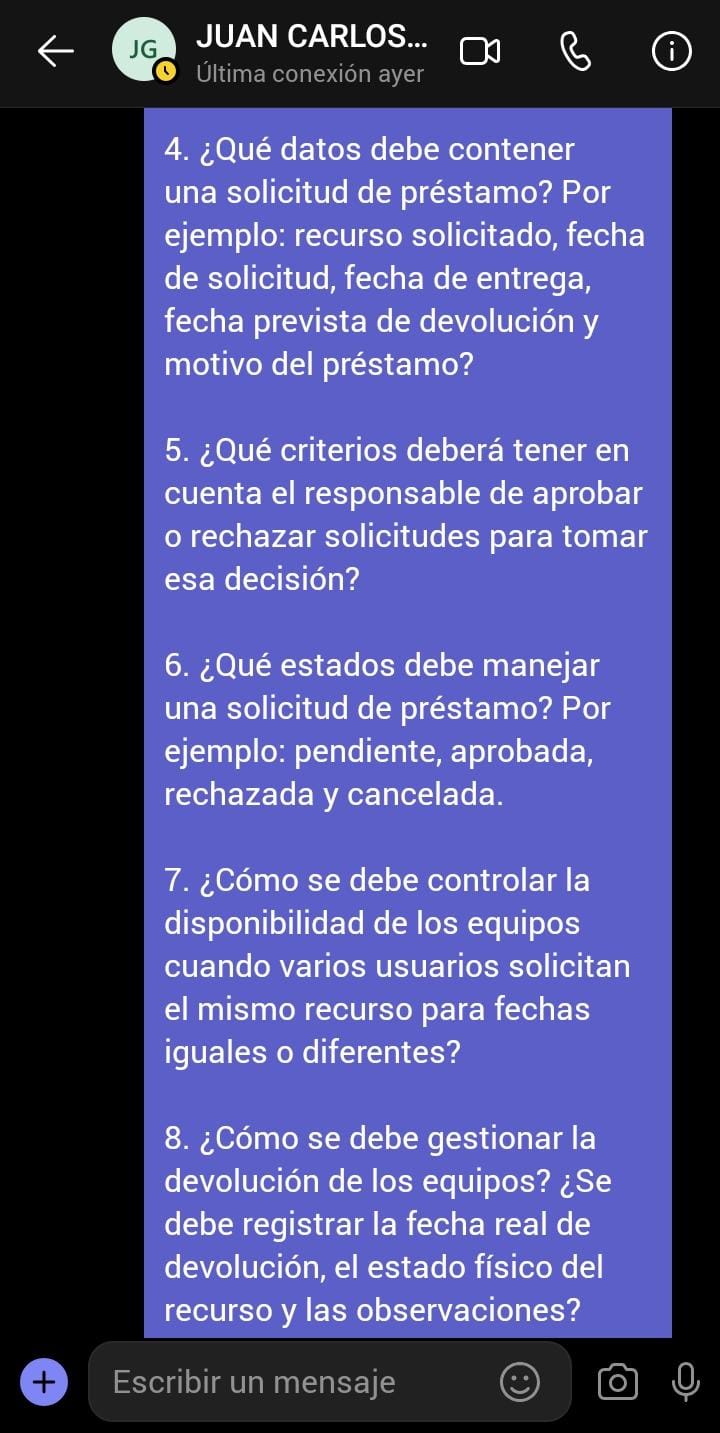 JG
JUAN CARLOS...
Última conexión ayer
4. ¿Qué datos debe contener
una solicitud de préstamo? Por
ejemplo: recurso solicitado, fecha
de solicitud, fecha de entrega,
fecha prevista de devolución y
motivo del préstamo?
5. ¿Qué criterios deberá tener en
cuenta el responsable de aprobar
o rechazar solicitudes para tomar
esa decisión?
6. ¿Qué estados debe manejar
una solicitud de préstamo? Por
ejemplo: pendiente, aprobada,
rechazada y cancelada.
7. ¿Cómo se debe controlar la
disponibilidad de los equipos
cuando varios usuarios solicitan
el mismo recurso para fechas
iguales o diferentes?
8. ¿Cómo se debe gestionar la
devolución de los equipos? ¿Se
debe registrar la fecha real de
devolución, el estado físico del
recurso y las observaciones?
Escribir un mensaje